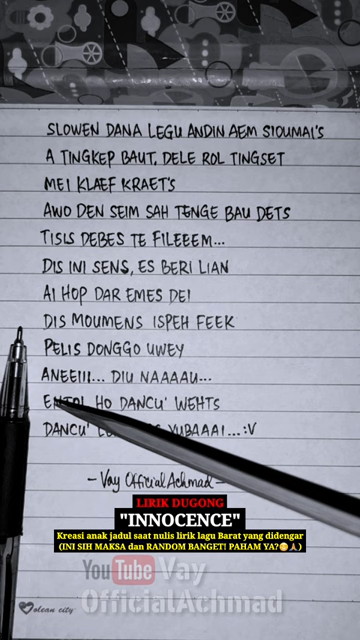 SLOWEN DANA LEGU ANDIN AEM SIOUMAI'S
A TINGKEP BAUT, DELE ROL TINGSET
MEI KLAEF KRAET'S
AWO DEN SEIM SAH TENGE BAU DETS
TISIS DEBES TE FILEEEM...
DIS INI SENS, ES BERI LIAN
AI HOP DAR EMES DEI
DIS MOUMENS ISPEH FEEK
PELIS DONGGO UWEY
ANEEIII... DIU NAAAAU...
HO DANCU' WEHTS
DANCU' YUBAAAI...:V
- Vay OfficialAchmad -
LIRIK DUGONG
"INNOCENCE"
Kreasi anak jadul saat nulis lirik lagu Barat yang didengar
(INI SIH MAKSA dan RANDOM BANGET! PAHAM YA?
YouTube Vay
OfficialAchmad
olean city